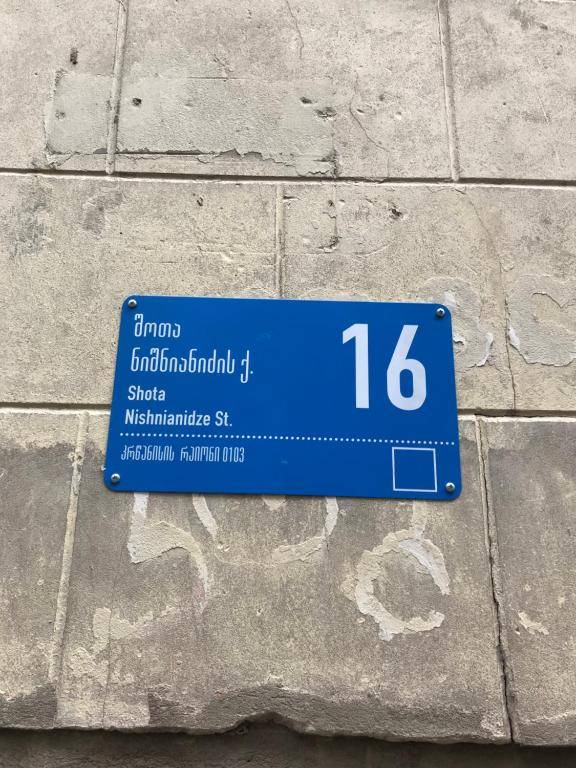 შოთა
ნიშნიანიძის ქ.
16
Shota
Nishnianidze St.
კრწანისის რაიონი 0103